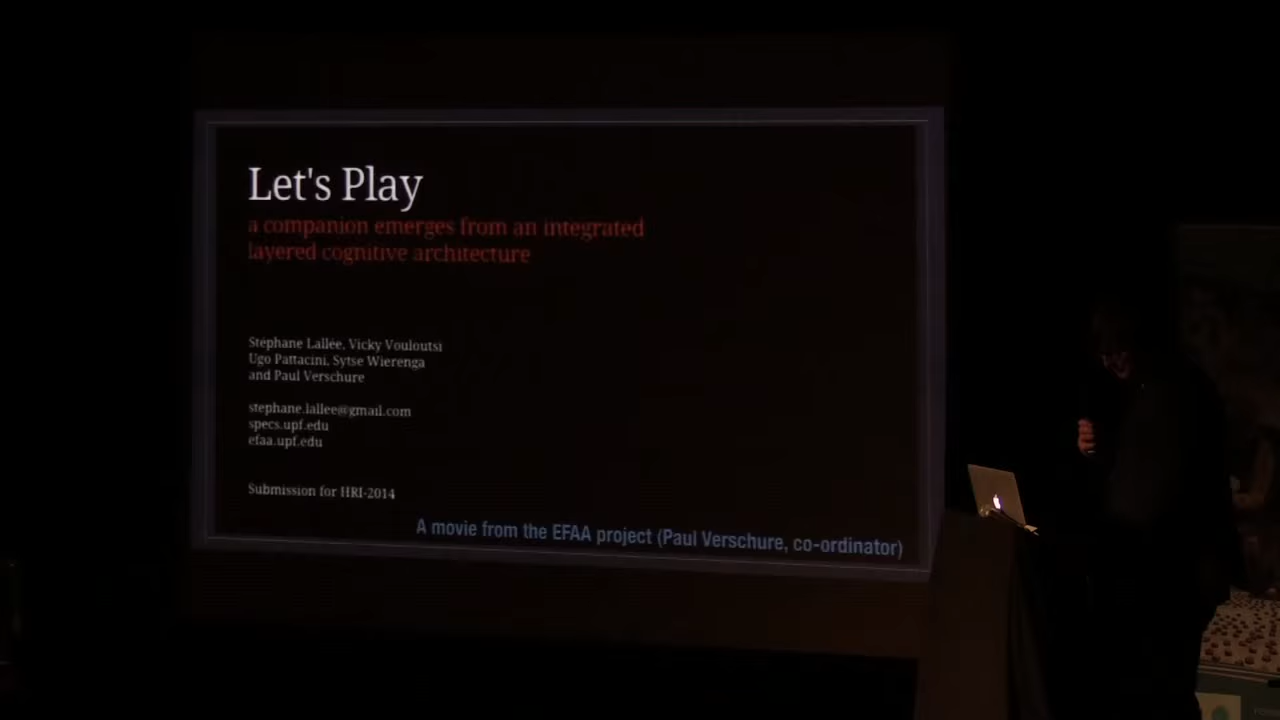 Let's Play
a companion emerges from an integrated
layered cognitive architecture
Stéphane Lallée, Vicky Vouloutsi
Ugo Pattacini, Sytse Wierenga
and Paul Verschure
stephane.lallee@gmail.com
specs.upf.edu
efaa.upf.edu
Submission for HRI-2014
A movie from the EFAA project (Paul Verschure, co-ordinator)